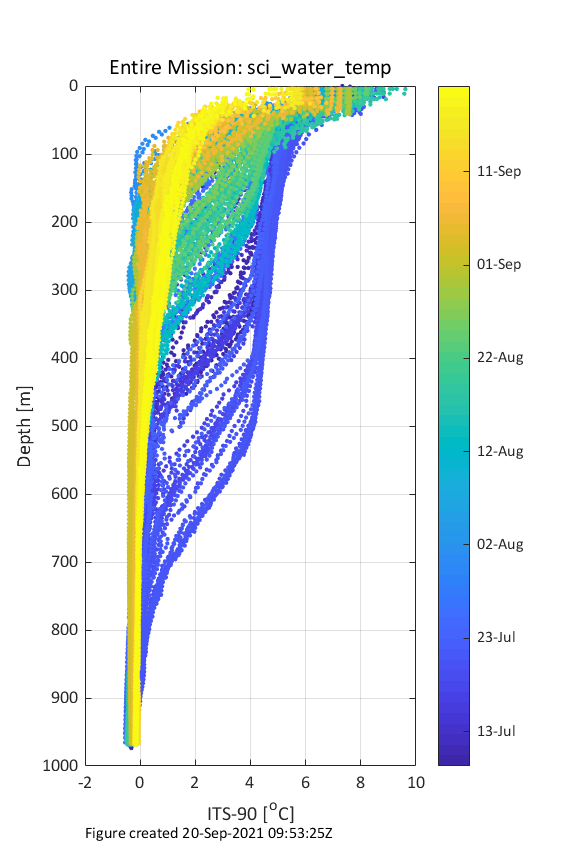 Entire Mission: sci_water_temp
0
100
200
300
400
500
600
700
800
900
1000
Depth [m]
-2 0 2 4 6 8 10
ITS-90 [°C]
Figure created 20-Sep-2021 09:53:25Z
11-Sep
01-Sep
22-Aug
12-Aug
02-Aug
23-Jul
13-Jul